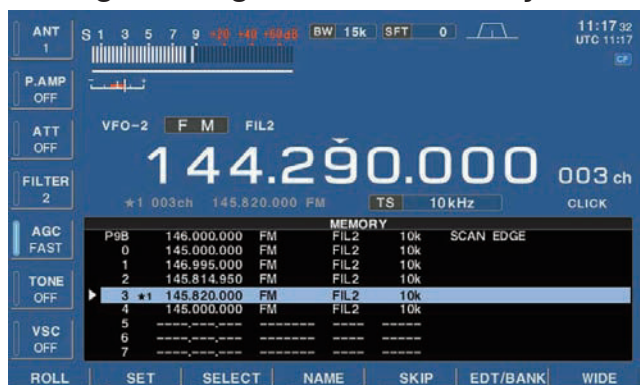 ANT
1
S 1 3 5 7 9 +20 +40 +60dB BW 15k SFT 0
11:17 32
UTC 11:17
CP
P.AMP
OFF
ATT
OFF
VFO-2 FM FIL2
144.290.000 003 ch
FILTER
2
★1 003ch 145.820.000 FM TS 10kHz CLICK
AGC
FAST
MEMORY
P9B 146.000.000 FM FIL2 10k SCAN EDGE
0 145.000.000 FM FIL2 10k
1 146.995.000 FM FIL2 10k
2 145.814.950 FM FIL2 10k
3 ★1 145.820.000 FM FIL2 10k
4 145.000.000 FM FIL2 10k
5 ----.---.--- ------- ---- ----
6 ----.---.--- ------- ---- ----
7 ----.---.--- ------- ---- ----
TONE
OFF
VSC
OFF
ROLL SET SELECT NAME SKIP EDT/BANK WIDE